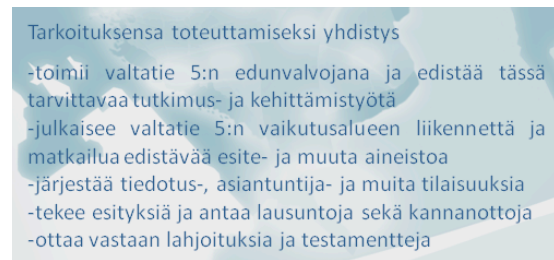 Tarkoituksensa toteuttamiseksi yhdistys
-toimii valtatie 5:n edunvalvojana ja edistää tässä
tarvittavaa tutkimus- ja kehittämistyötä
-julkaisee valtatie 5:n vaikutusalueen liikennettä ja
matkailua edistävää esite- ja muuta aineistoa
-järjestää tiedotus-, asiantuntija- ja muita tilaisuuksia
-tekee esityksiä ja antaa lausuntoja sekä kannanottoja
-ottaa vastaan lahjoituksia ja testamentteja